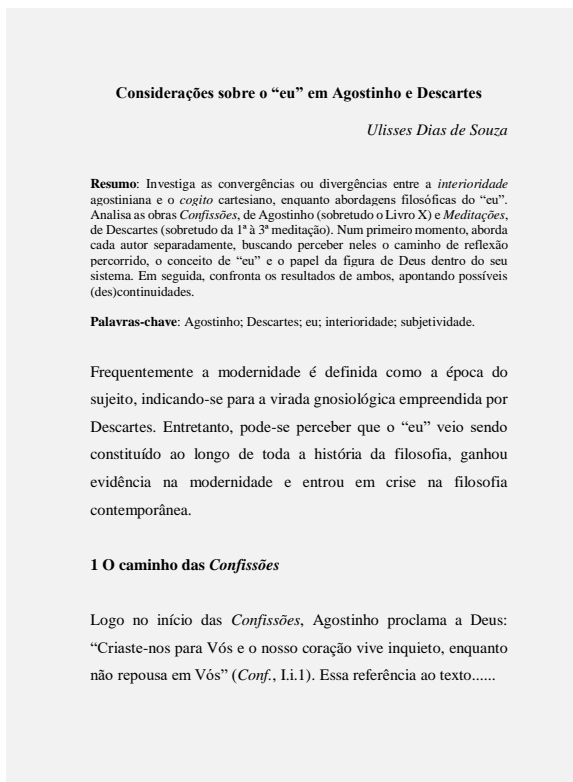 Considerações sobre o “eu” em Agostinho e Descartes
Ulisses Dias de Souza
Resumo: Investiga as convergências ou divergências entre a interioridade
agostiniana e o cogito cartesiano, enquanto abordagens filosóficas do “eu”.
Analisa as obras Confissões, de Agostinho (sobretudo o Livro X) e Meditações,
de Descartes (sobretudo da 1ª à 3ª meditação). Num primeiro momento, aborda
cada autor separadamente, buscando perceber neles o caminho de reflexão
percorrido, o conceito de “eu” e o papel da figura de Deus dentro do seu
sistema. Em seguida, confronta os resultados de ambos, apontando possíveis
(des)continuidades.
Palavras-chave: Agostinho; Descartes; eu; interioridade; subjetividade.
Frequentemente a modernidade é definida como a época do
sujeito, indicando-se para a virada gnosiológica empreendida por
Descartes. Entretanto, pode-se perceber que o “eu” veio sendo
constituído ao longo de toda a história da filosofia, ganhou
evidência na modernidade e entrou em crise na filosofia
contemporânea.
1 O caminho das Confissões
Logo no início das Confissões, Agostinho proclama a Deus:
“Criaste-nos para Vós e o nosso coração vive inquieto, enquanto
não repousa em Vós” (Conf., I.i.1). Essa referência ao texto......